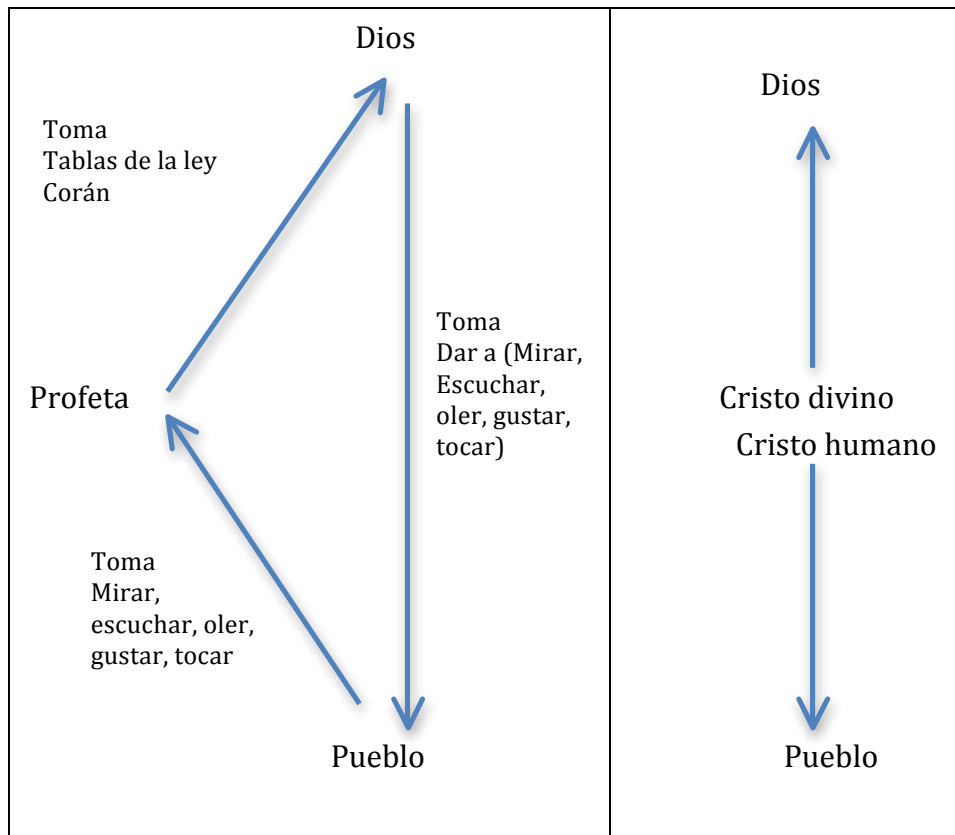 Dios
Toma
Tablas de la ley
Corán
Toma
Dar a (Mirar,
Escuchar,
oler, gustar,
tocar)
Profeta
Toma
Mirar,
escuchar, oler,
gustar, tocar
Pueblo
Dios
Cristo divino
Cristo humano
Pueblo